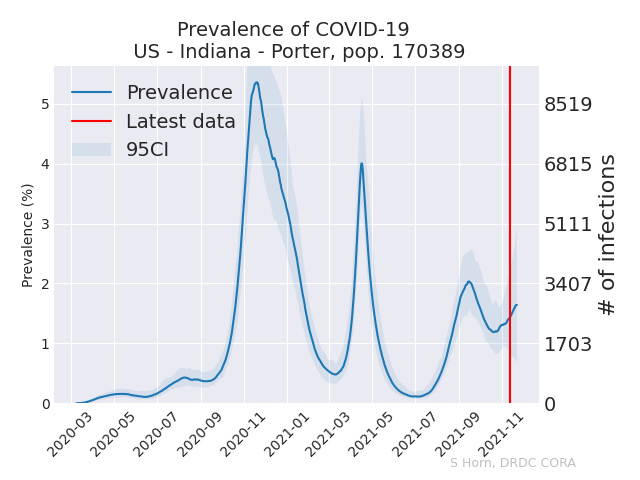 Prevalence of COVID-19
US - Indiana - Porter, pop. 170389
Prevalence
Latest data
95CI
Prevalence (%)
5
4
3
2
1
0
8519
6815
5111
3407
1703
0
# of infections
2020-03
2020-05
2020-07
2020-09
2020-11
2021-01
2021-03
2021-05
2021-07
2021-09
2021-11
S Horn, DRDC CORA